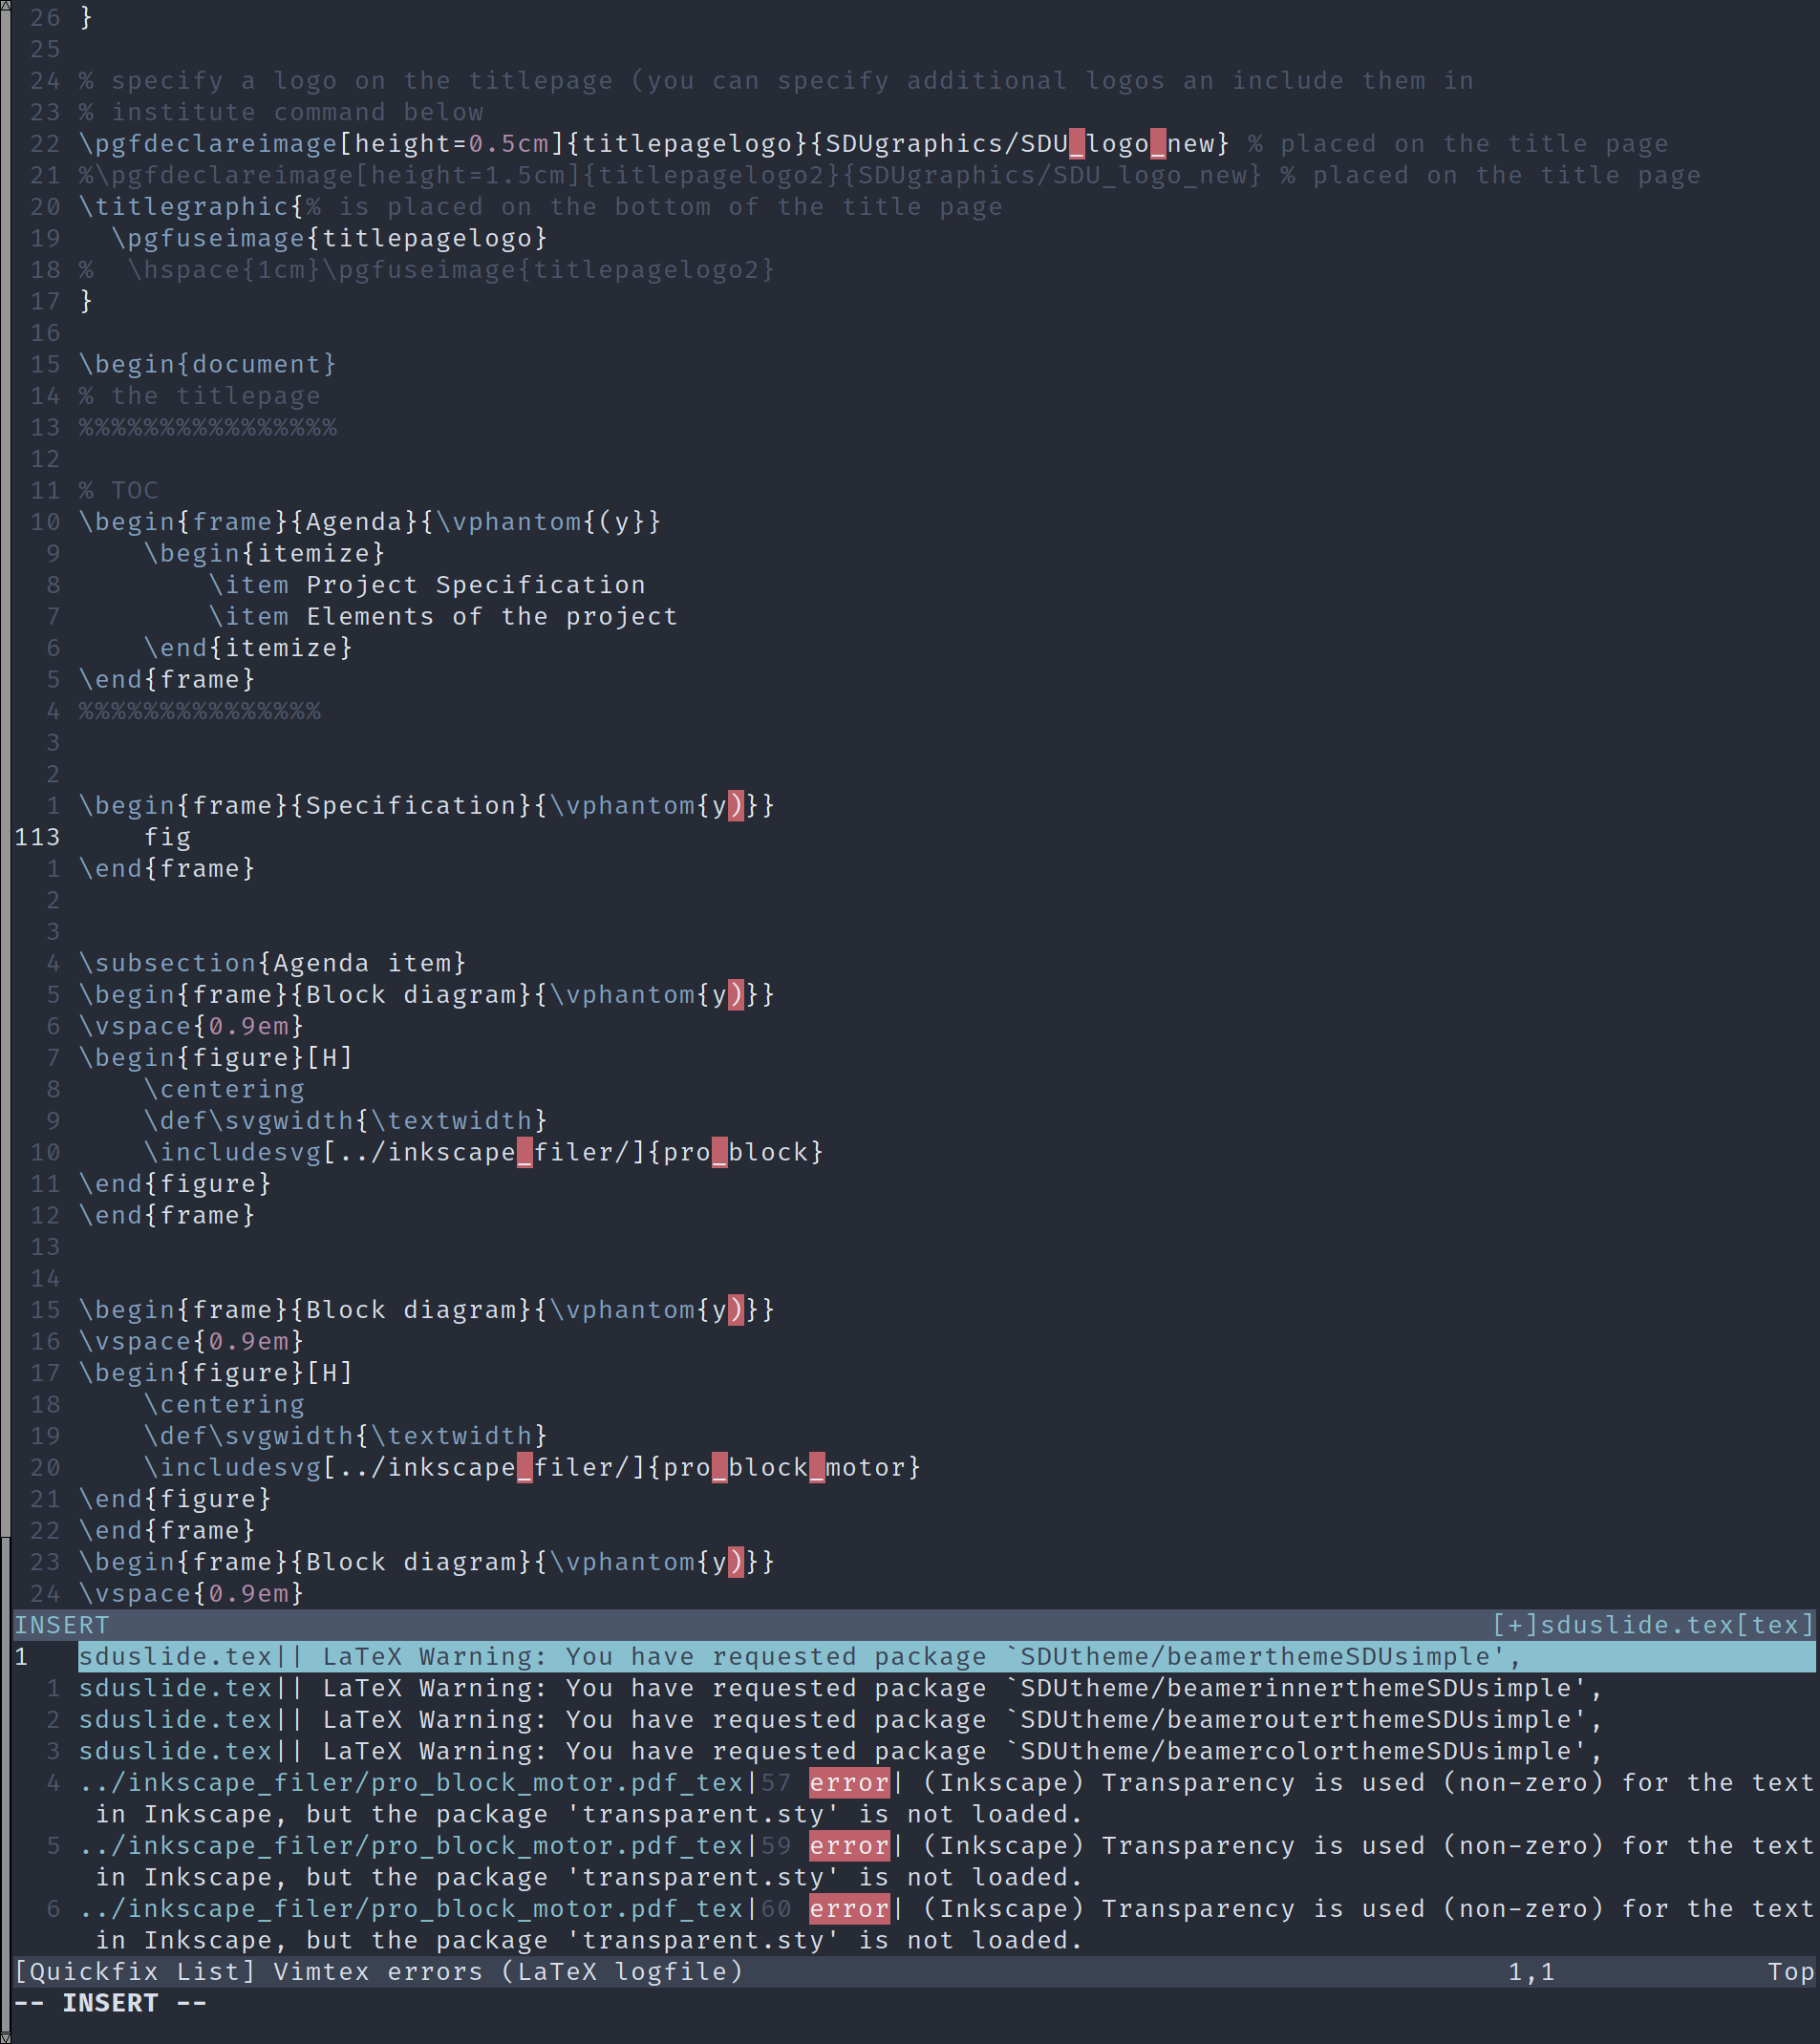 26 }
25
24 % specify a logo on the titlepage (you can specify additional logos an include them in
23 % institute command below
22 \pgfdeclareimage[height=0.5cm]{titlepagelogo}{SDUgraphics/SDU_logo_new} % placed on the title page
21 %\pgfdeclareimage[height=1.5cm]{titlepagelogo2}{SDUgraphics/SDU_logo_new} % placed on the title page
20 \titlegraphic{% is placed on the bottom of the title page
19   \pgfuseimage{titlepagelogo}
18 %  \hspace{1cm}\pgfuseimage{titlepagelogo2}
17 }
16
15 \begin{document}
14 % the titlepage
13 %%%%%%%%%%%%%%%%
12
11 % TOC
10 \begin{frame}{Agenda}{\vphantom{(y}}
9     \begin{itemize}
8         \item Project Specification
7         \item Elements of the project
6     \end{itemize}
5 \end{frame}
4 %%%%%%%%%%%%%%%
3
2
1 \begin{frame}{Specification}{\vphantom{y)}}
113     fig
1 \end{frame}
2
3
4 \subsection{Agenda item}
5 \begin{frame}{Block diagram}{\vphantom{y)}}
6 \vspace{0.9em}
7 \begin{figure}[H]
8     \centering
9     \def\svgwidth{\textwidth}
10     \includesvg[../inkscape_filer/]{pro_block}
11 \end{figure}
12 \end{frame}
13
14
15 \begin{frame}{Block diagram}{\vphantom{y)}}
16 \vspace{0.9em}
17 \begin{figure}[H]
18     \centering
19     \def\svgwidth{\textwidth}
20     \includesvg[../inkscape_filer/]{pro_block_motor}
21 \end{figure}
22 \end{frame}
23 \begin{frame}{Block diagram}{\vphantom{y)}}
24 \vspace{0.9em}
INSERT [+]sduslide.tex[tex]
1   sduslide.tex|| LaTeX Warning: You have requested package `SDUtheme/beamerthemeSDUsimple',
1 sduslide.tex|| LaTeX Warning: You have requested package `SDUtheme/beamerinnerthemeSDUsimple',
2 sduslide.tex|| LaTeX Warning: You have requested package `SDUtheme/beamerouterthemeSDUsimple',
3 sduslide.tex|| LaTeX Warning: You have requested package `SDUtheme/beamercolorthemeSDUsimple',
4 ../inkscape_filer/pro_block_motor.pdf_tex|57 error| (Inkscape) Transparency is used (non-zero) for the text
in Inkscape, but the package 'transparent.sty' is not loaded.
5 ../inkscape_filer/pro_block_motor.pdf_tex|59 error| (Inkscape) Transparency is used (non-zero) for the text
in Inkscape, but the package 'transparent.sty' is not loaded.
6 ../inkscape_filer/pro_block_motor.pdf_tex|60 error| (Inkscape) Transparency is used (non-zero) for the text
in Inkscape, but the package 'transparent.sty' is not loaded.
[Quickfix List] Vimtex errors (LaTeX logfile) 1,1 Top
-- INSERT --